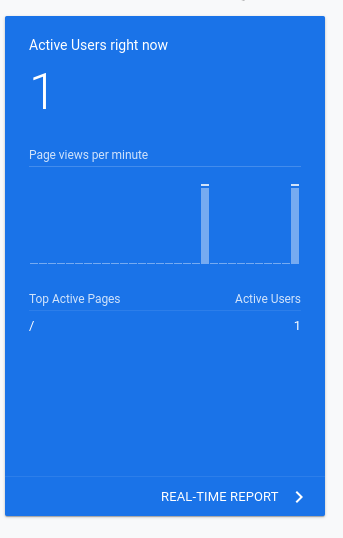 Active Users right now
1
Page views per minute
Top Active Pages Active Users
/ 1
REAL-TIME REPORT